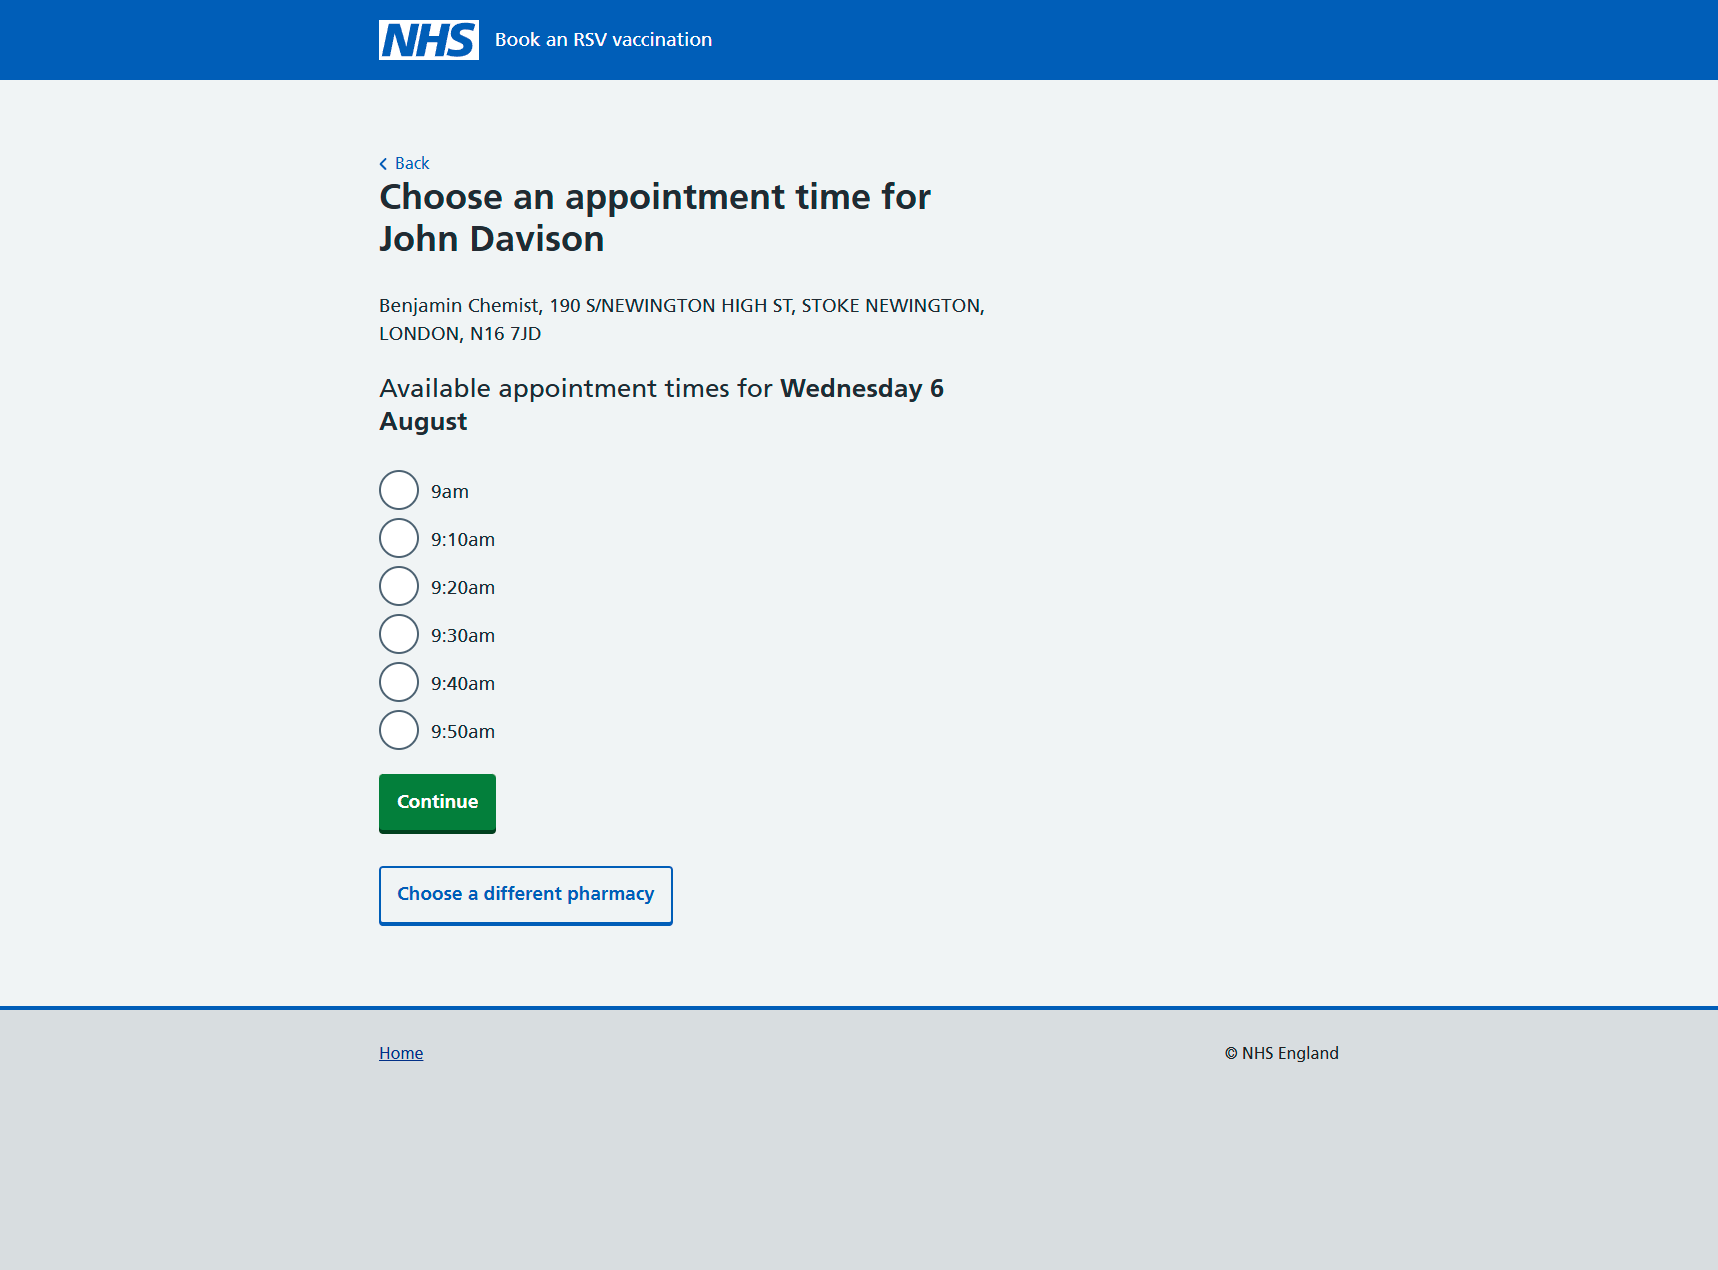 NHS Book an RSV vaccination
Back
Choose an appointment time for
John Davison
Benjamin Chemist, 190 S/NEWINGTON HIGH ST, STOKE NEWINGTON,
LONDON, N16 7JD
Available appointment times for Wednesday 6
August
9am
9:10am
9:20am
9:30am
9:40am
9:50am
Continue
Choose a different pharmacy
Home
© NHS England